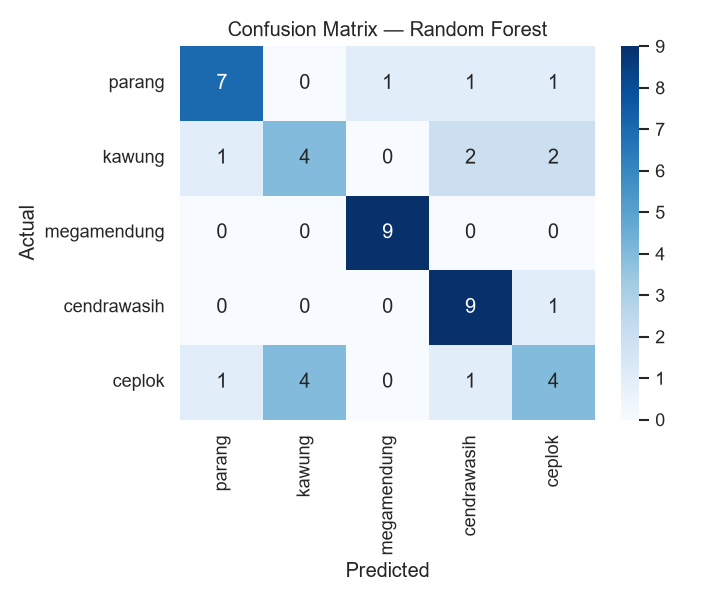 Confusion Matrix — Random Forest
Actual
parang 7 0 1 1 1
kawung 1 4 0 2 2
megamendung 0 0 9 0 0
cendrawasih 0 0 0 9 1
ceplok 1 4 0 1 4
parang kawung megamendung cendrawasih ceplok
Predicted
9
8
7
6
5
4
3
2
1
0